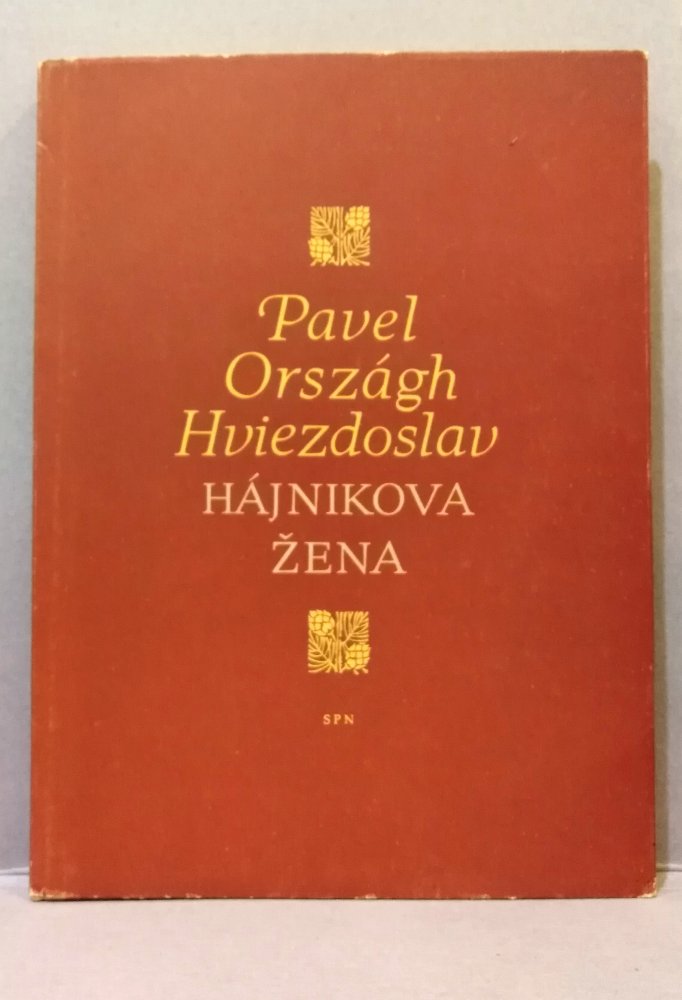 Pavel
Országh
Hviezdoslav
HÁJNIKOVA
ŽENA
SPN